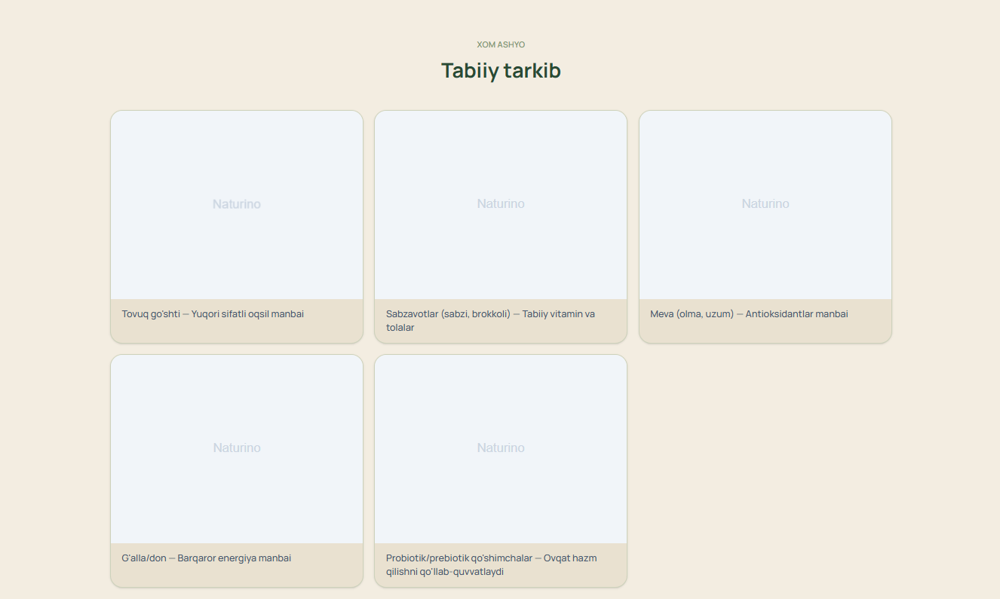 XOM ASHYO
Tabiiy tarkib
Naturino
Naturino
Naturino
Tovuq go'shti — Yuqori sifatli oqsil manbai
Sabzavotlar (sabzi, brokkoli) — Tabiiy vitamin va
tolalar
Meva (olma, uzum) — Antioksidantlar manbai
Naturino
Naturino
G'alla/don — Barqaror energiya manbai
Probiotik/prebiotik qo'shimchalar — Ovqat hazm
qilishni qo'llab-quvvatlaydi